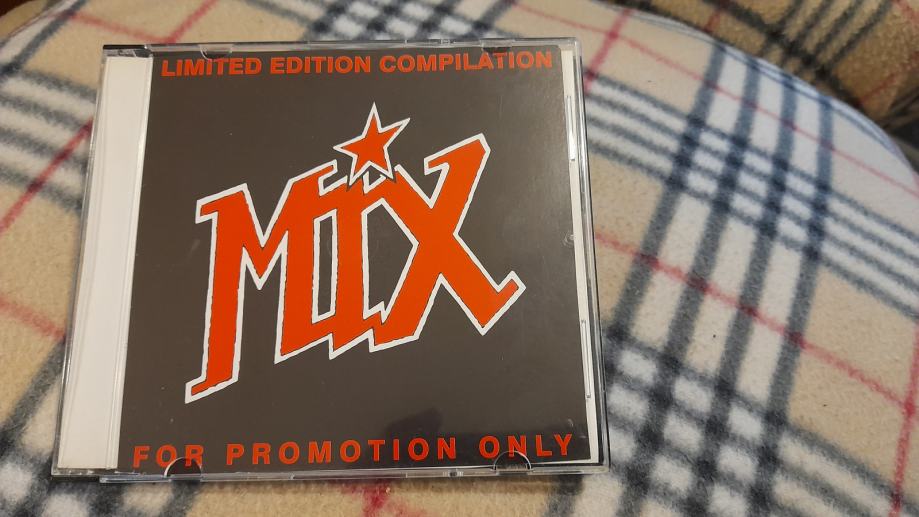 LIMITED EDITION COMPILATION
MIX
FOR PROMOTION ONLY